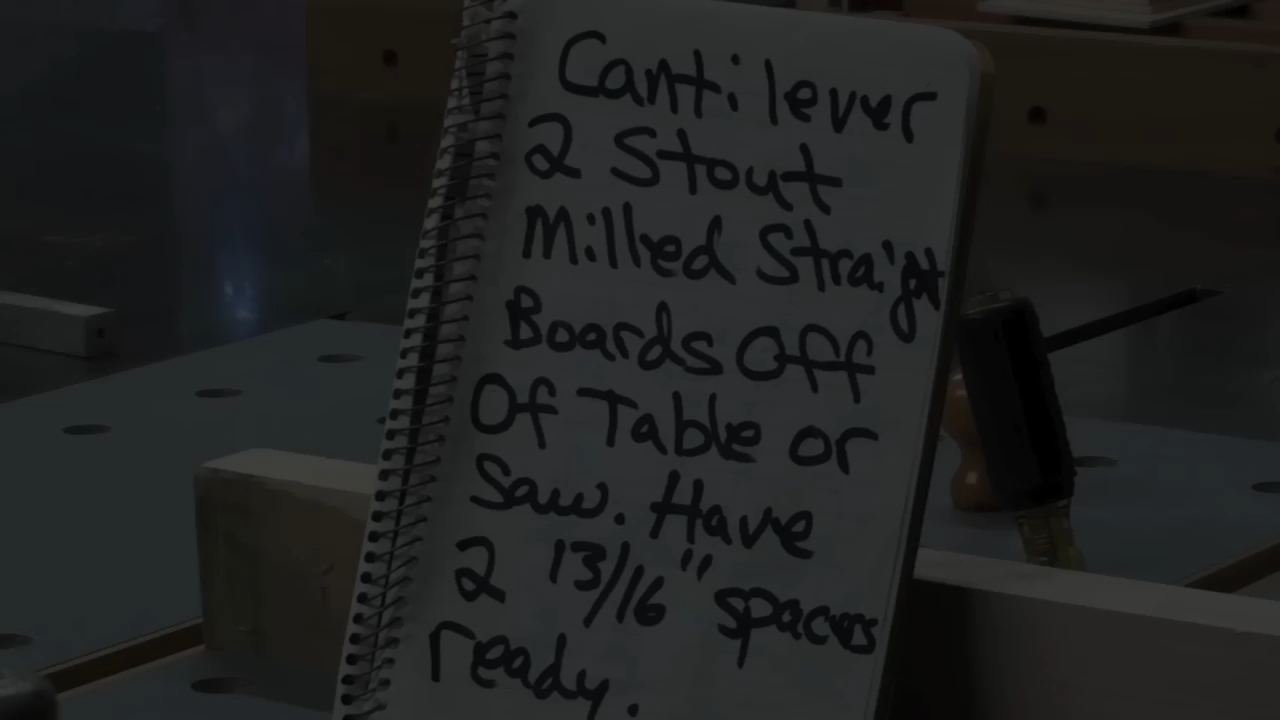 Cantilever
2 Stout
Milled Straight
Boards Off
Of Table or
Saw. Have
2 13/16" spacers
ready.